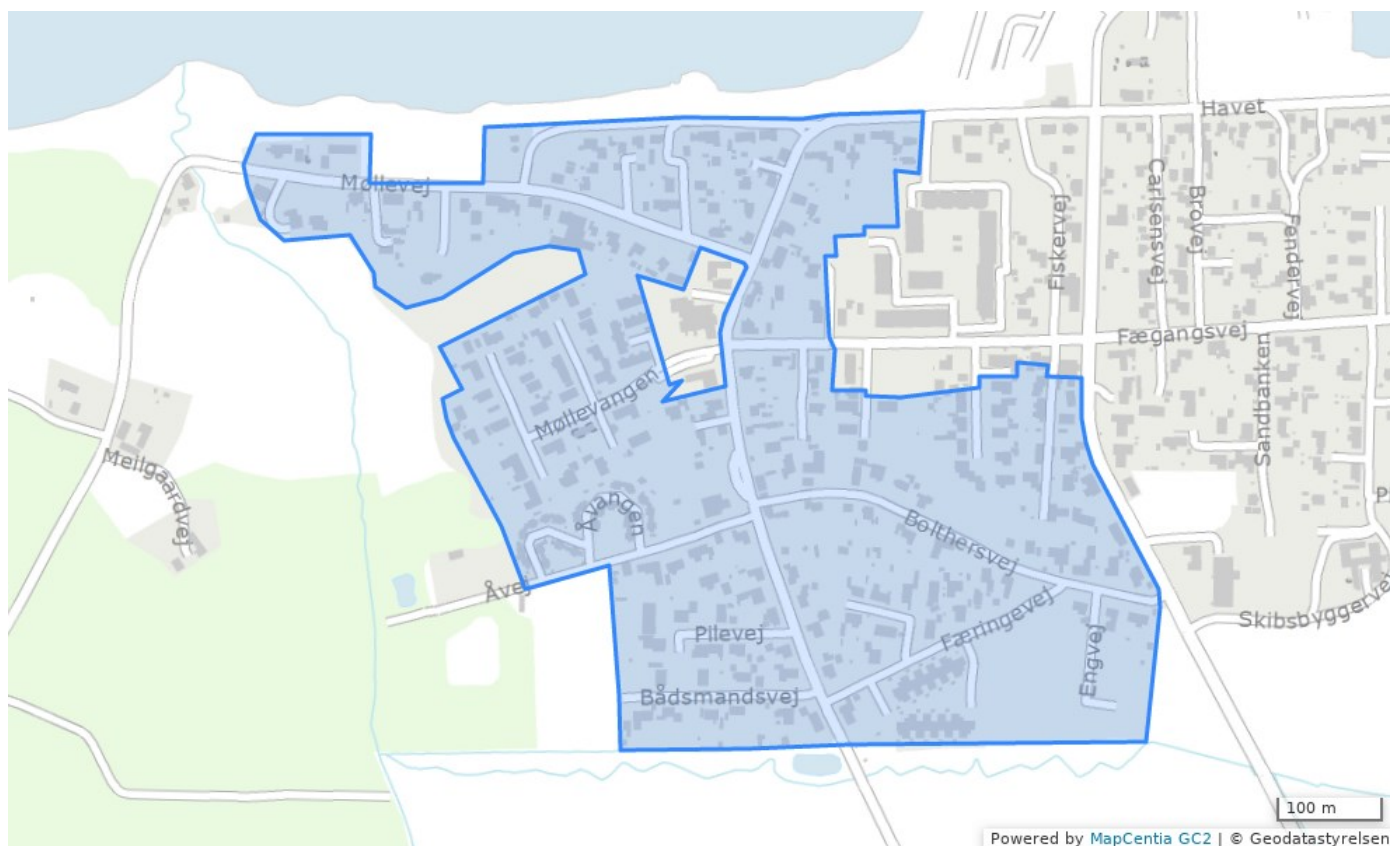 Havet
Møllevej
Fiskervej
Carlsensvej
Brovej
Fendervej
Fægangsvej
Sandbanken
Møllevangen
Meilgaardvej
Åvangen
P
Bolthersvej
Åvej
Færingevej
Skibsbyggervej
Pilevej
Engvej
Bådsmandsvej
100 m
Powered by MapCentia GC2 | © Geodatastyrelsen